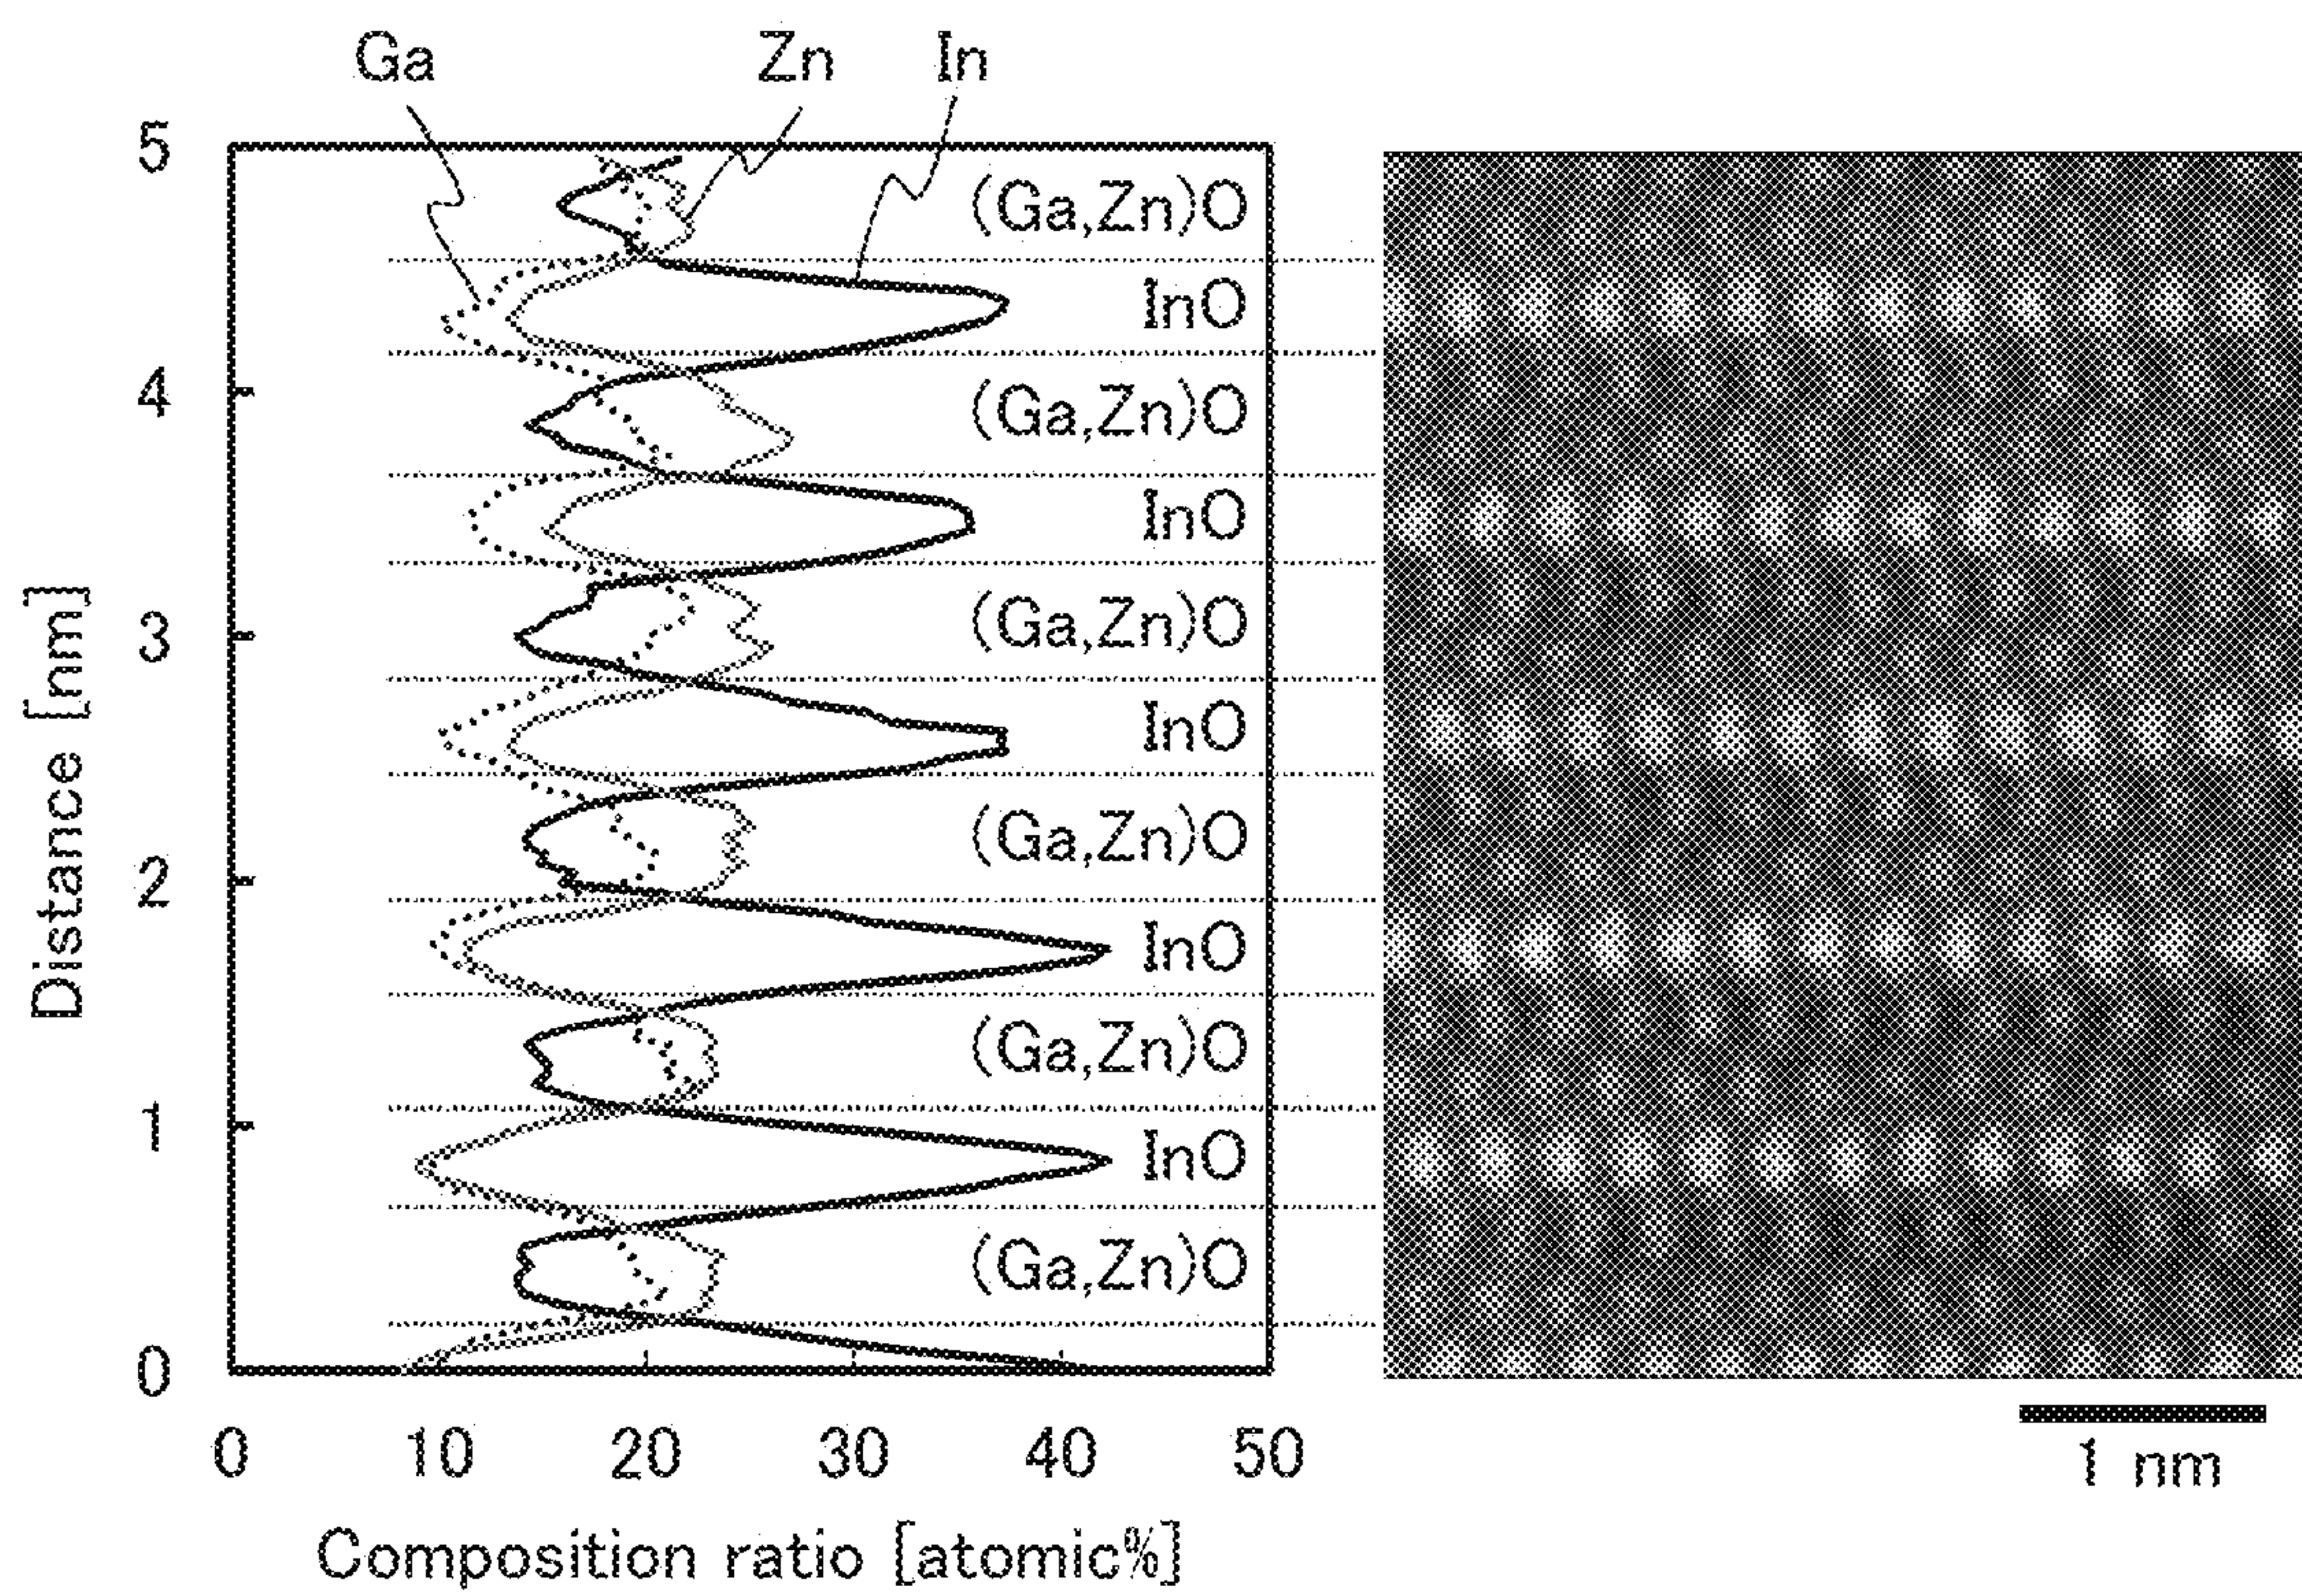 Ga Zn In
5
(Ga,Zn)O
InO
4
(Ga,Zn)O
InO
3
(Ga,Zn)O
InO
2
(Ga,Zn)O
InO
1
(Ga,Zn)O
InO
(Ga,Zn)O
0
Distance [nm]
0 10 20 30 40 50
Composition ratio [atomic%]
1 nm